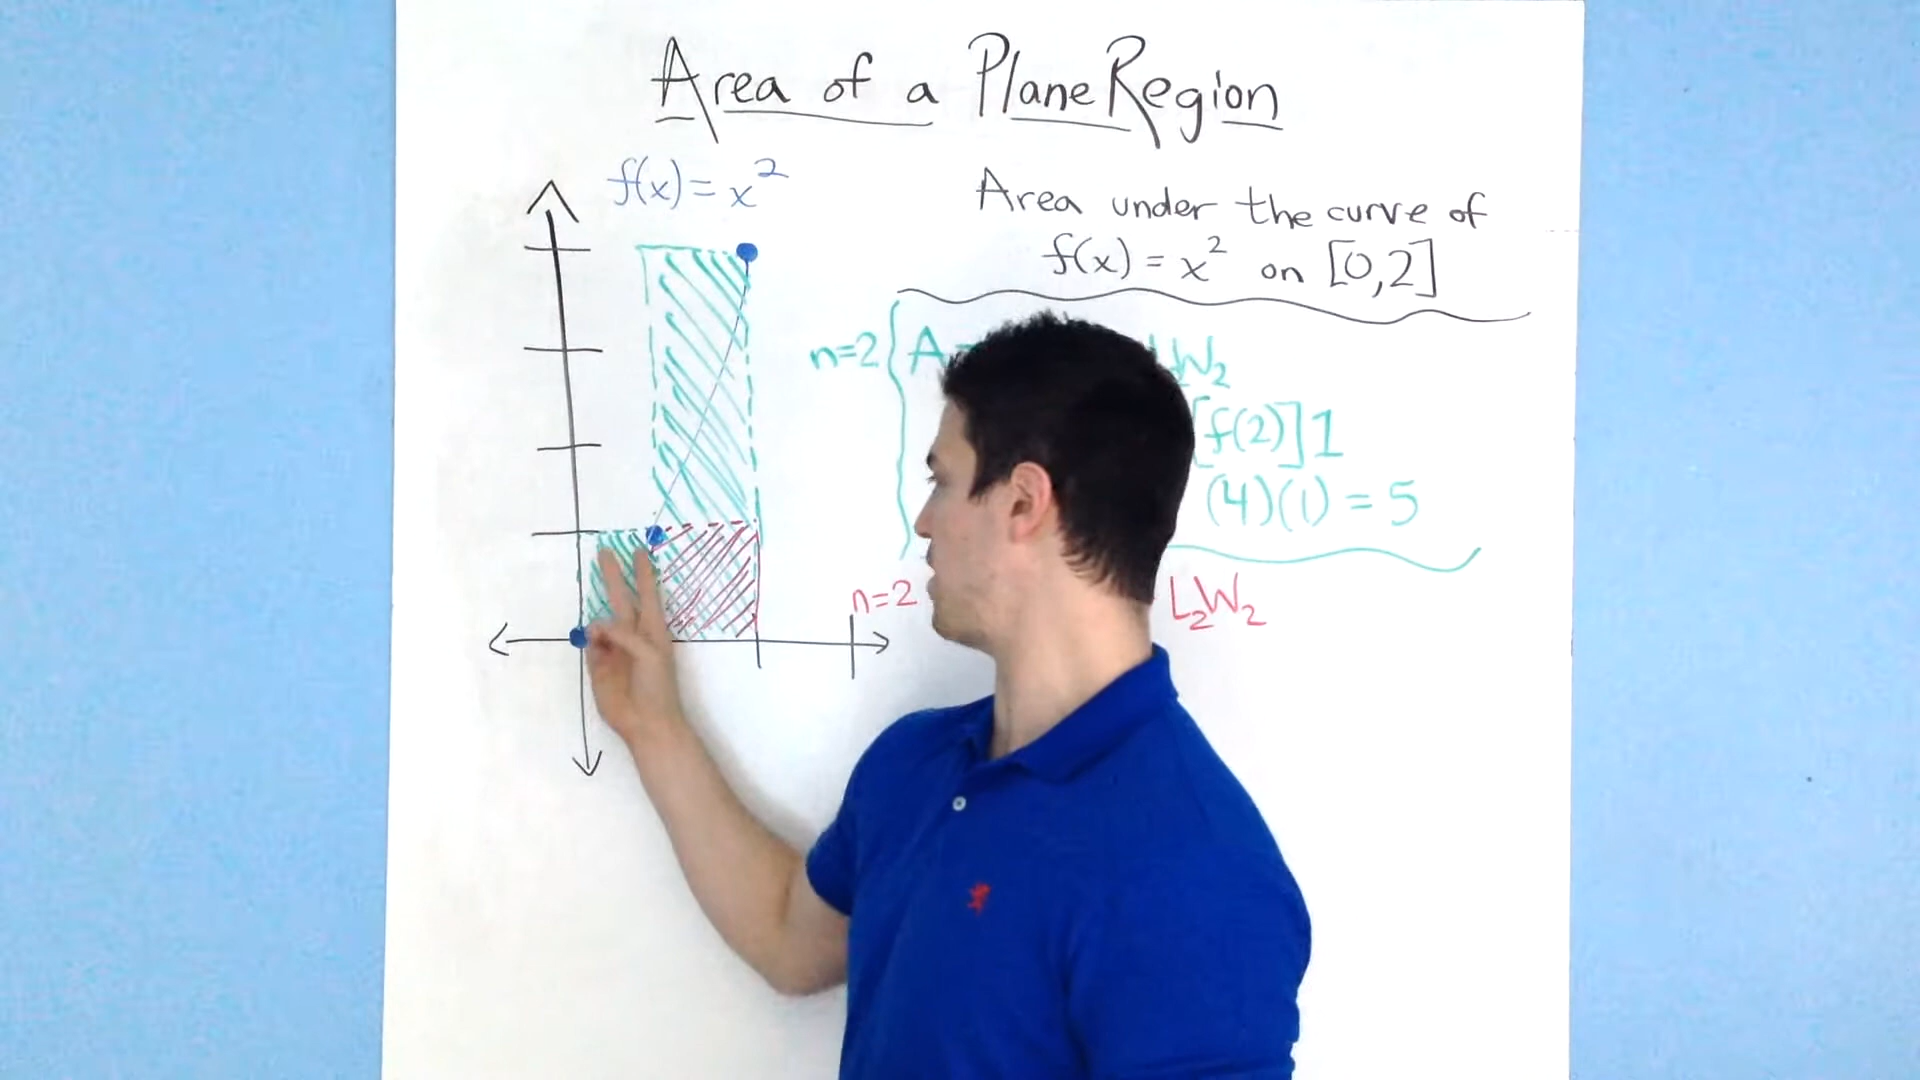 Area of a Plane Region
f(x) = x²
Area under the curve of
f(x) = x² on [0,2]
n=2 { A
W₂
[f(2)]1
(4)(1) = 5
n=2
L₂W₂